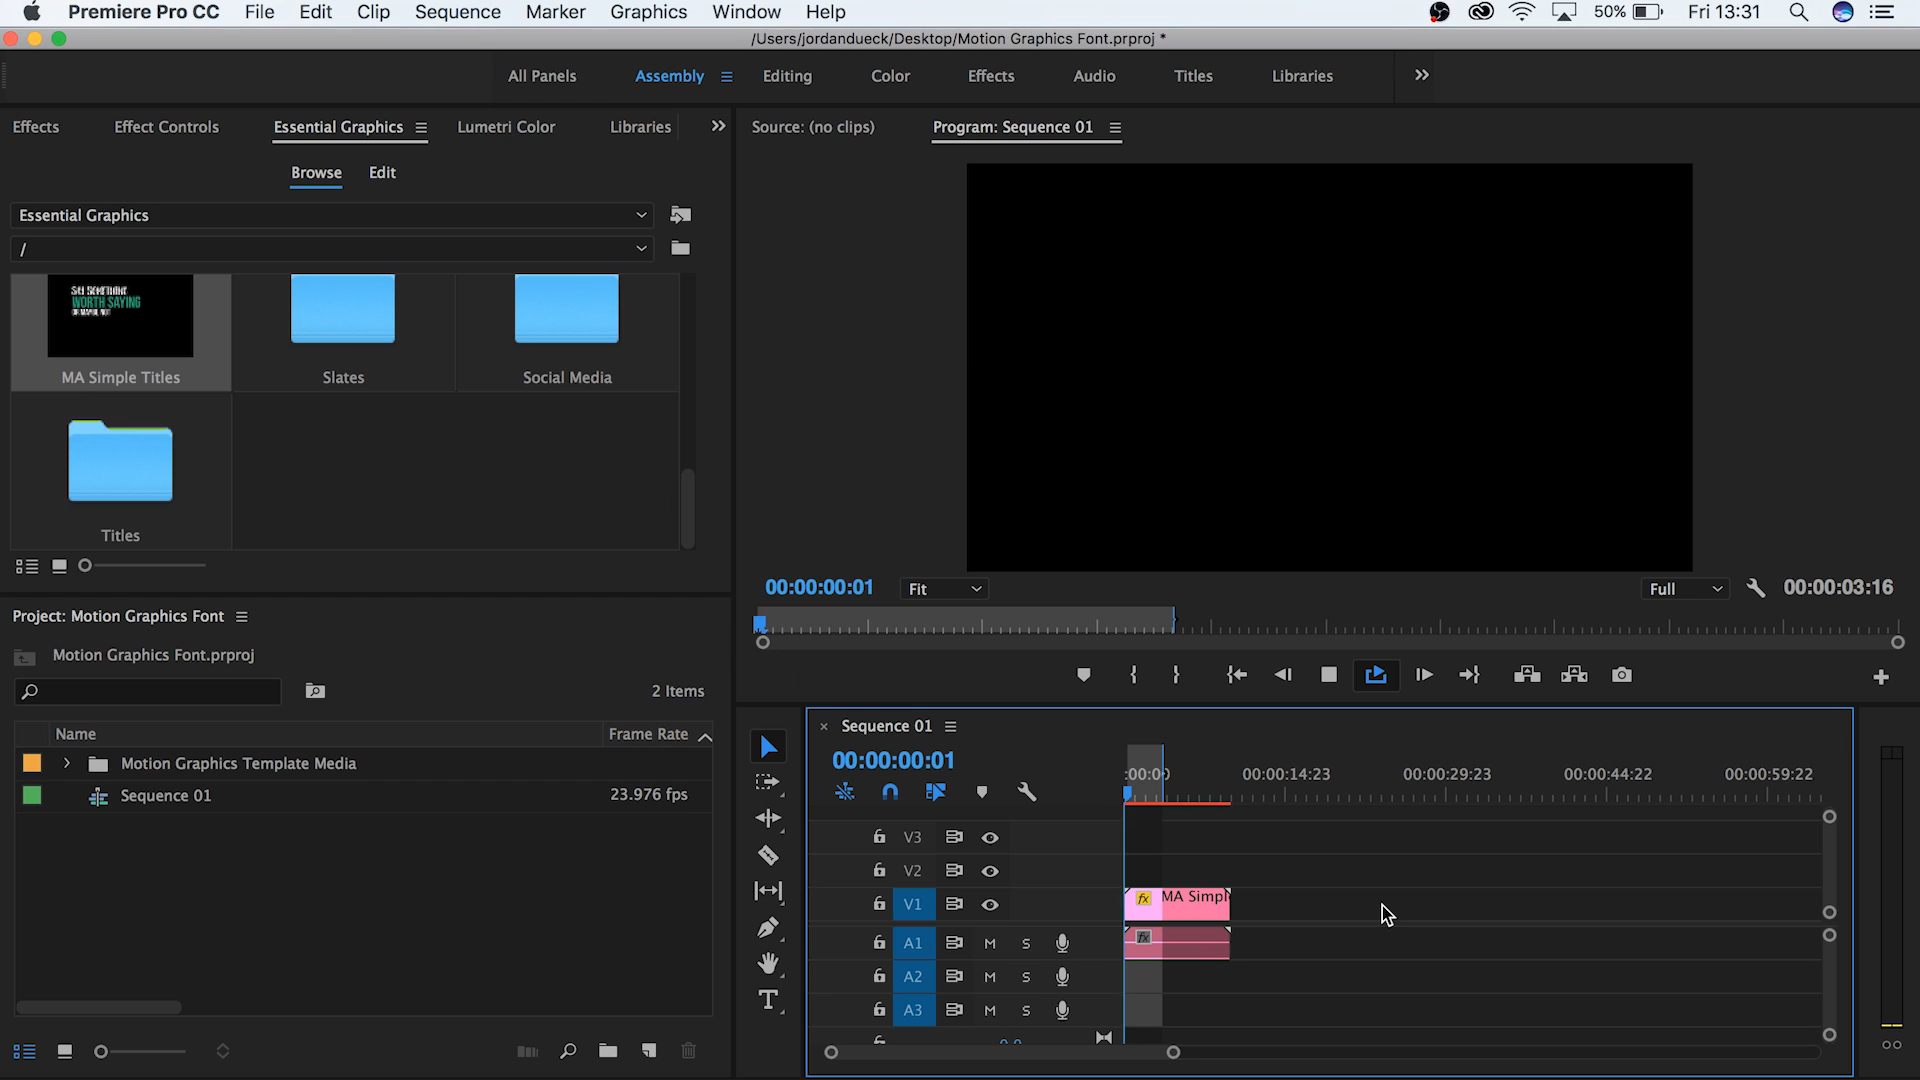 Premiere Pro CC File Edit Clip Sequence Marker Graphics Window Help 50% Fri 13:31
/Users/jordandueck/Desktop/Motion Graphics Font.prproj *
All Panels Assembly Editing Color Effects Audio Titles Libraries
Effects Effect Controls Essential Graphics Lumetri Color Libraries
Source: (no clips) Program: Sequence 01
Browse Edit
Essential Graphics
/
SAY SOMETHING
WORTH SAYING
OR MAYBE NOT
MA Simple Titles Slates Social Media
Titles
00:00:00:01 Fit Full 00:00:03:16
Project: Motion Graphics Font
Motion Graphics Font.prproj
2 Items
Name Frame Rate
Motion Graphics Template Media
Sequence 01 23.976 fps
× Sequence 01
00:00:00:01
:00:00 00:00:14:23 00:00:29:23 00:00:44:22 00:00:59:22
V3
V2
V1 fx MA Simpl
A1 M S fx
A2 M S
A3 M S
T